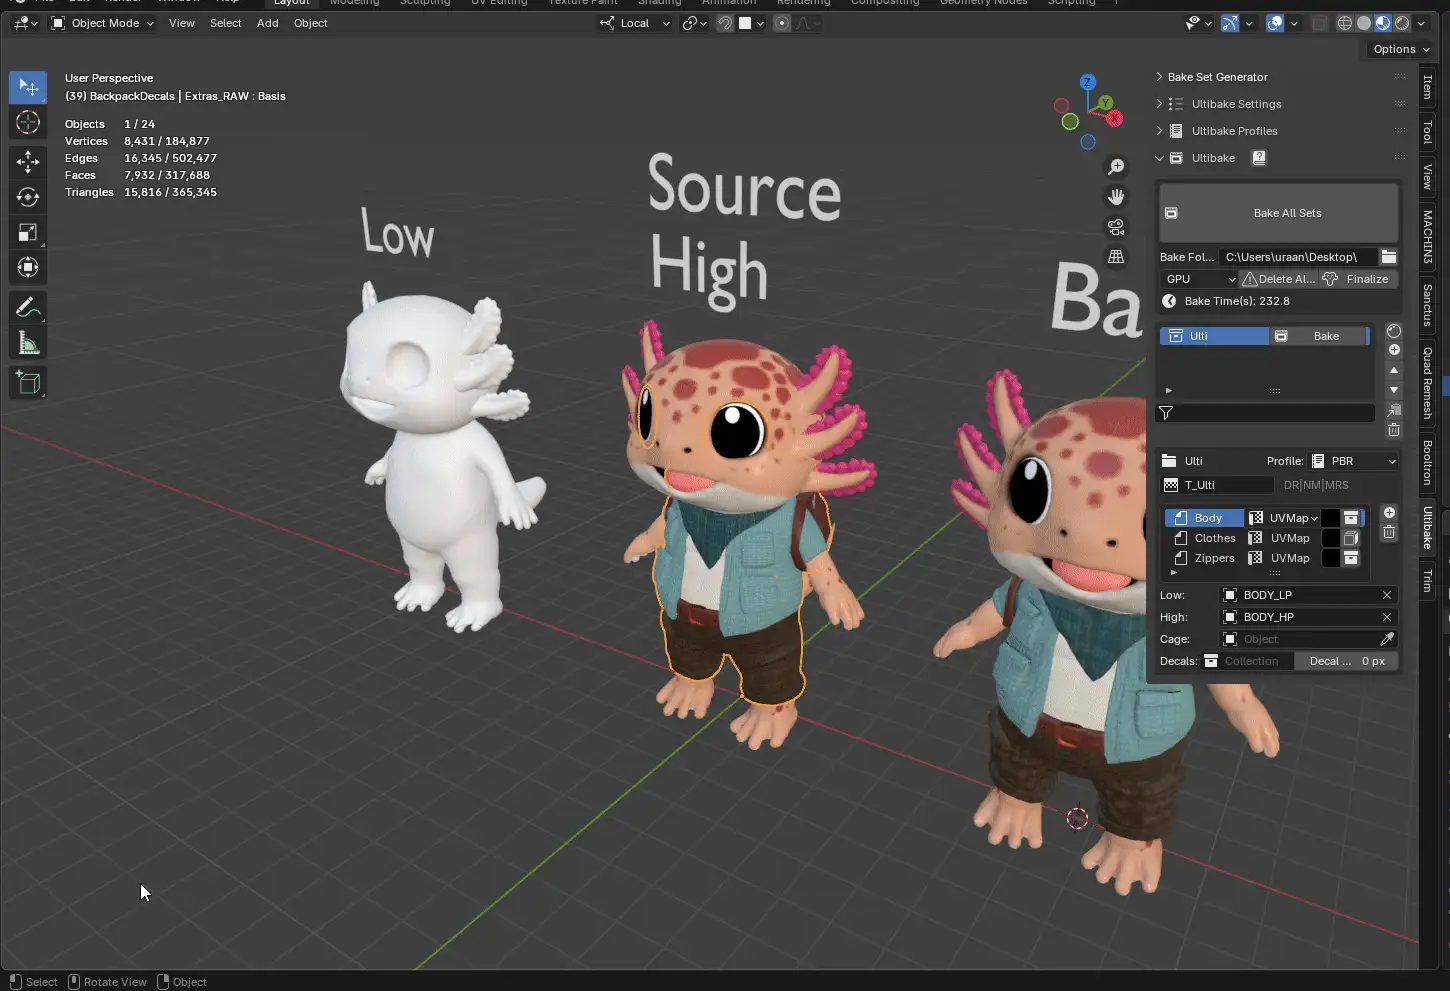 Layout Modeling Sculpting UV Editing Texture Paint Shading Animation Rendering Compositing Geometry Nodes Scripting
Object Mode View Select Add Object Local
Options
User Perspective
(39) BackpackDecals | Extras_RAW : Basis
Objects 1 / 24
Vertices 8,431 / 184,877
Edges 16,345 / 502,477
Faces 7,932 / 317,688
Triangles 15,816 / 365,345
Low
Source
High
Ba
Z
Y
X
Bake Set Generator
Ultibake Settings
Ultibake Profiles
Ultibake
Bake All Sets
Bake Fol... C:\Users\uraan\Desktop\
GPU Delete Al... Finalize
Bake Time(s): 232.8
Ulti Bake
Ulti Profile: PBR
T_Ulti DR|NM|MRS
Body UVMap
Clothes UVMap
Zippers UVMap
Low: BODY_LP
High: BODY_HP
Cage: Object
Decals: Collection Decal ... 0 px
Item
Tool
View
MACHIN3
Sanctus
Quad Remesh
Booltron
Ultibake
Trim
Select Rotate View Object